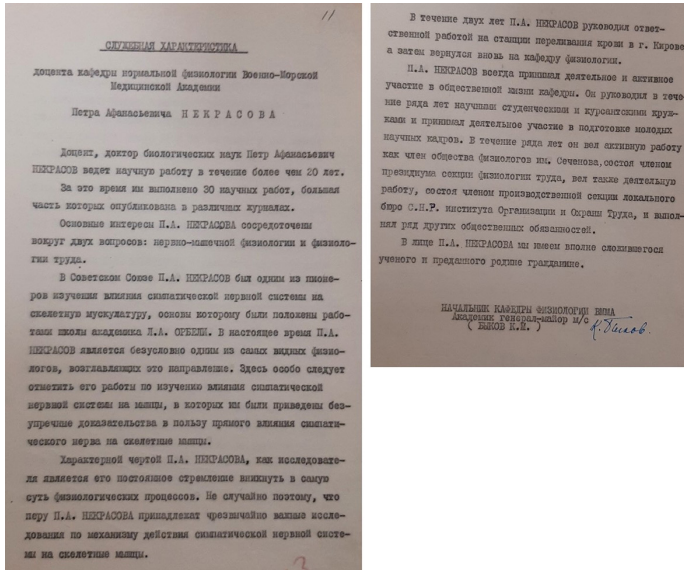 11
СЛУЖЕБНАЯ ХАРАКТЕРИСТИКА
доцента кафедры нормальной физиологии Военно-Морской
Медицинской Академии
Петра Афанасьевича НЕКРАСОВА
Доцент, доктор биологических наук Петр Афанасьевич
НЕКРАСОВ ведет научную работу в течение более чем 20 лет.
За это время им выполнено 30 научных работ, большая
часть которых опубликована в различных журналах.
Основные интересы П.А. НЕКРАСОВА сосредоточены
вокруг двух вопросов: нервно-мышечной физиологии и физиоло-
гии труда.
В Советском Союзе П.А. НЕКРАСОВ был одним из пионе-
ров изучения влияния симпатической нервной системы на
скелетную мускулатуру, основы которому были положены рабо-
тами школы академика Л.А. ОРБЕЛИ. В настоящее время П.А.
НЕКРАСОВ является безусловно одним из самых видных физио-
логов, возглавляющих это направление. Здесь особо следует
отметить его работы по изучению влияния симпатической
нервной системы на мышцы, в которых им были приведены без-
упречные доказательства в пользу прямого влияния симпати-
ческого нерва на скелетные мышцы.
Характерной чертой П.А. НЕКРАСОВА, как исследовате-
ля является его постоянное стремление вникнуть в самую
суть физиологических процессов. Не случайно поэтому, что
перу П.А. НЕКРАСОВА принадлежат чрезвычайно важные иссле-
дования по механизму действия симпатической нервной систе-
мы на скелетные мышцы.
2
В течение двух лет П.А. НЕКРАСОВ руководил ответ-
ственной работой на станции переливания крови в г. Кирове
а затем вернулся вновь на кафедру физиологии.
П.А. НЕКРАСОВ всегда принимал деятельное и активное
участие в общественной жизни кафедры. Он руководил в тече-
ние ряда лет научными студенческими и курсантскими круж-
ками и принимал деятельное участие в подготовке молодых
научных кадров. В течение ряда лет он вел активную работу
как член общества физиологов им. Сеченова, состоя членом
президиума секции физиологии труда, вел также деятельную
работу, состоя членом производственной секции локального
бюро С.Н.Р. института Организации и Охраны Труда, и выпол-
нял ряд других общественных обязанностей.
В лице П.А. НЕКРАСОВА мы имеем вполне сложившегося
ученого и преданного родине гражданине.
НАЧАЛЬНИК КАФЕДРЫ ФИЗИОЛОГИИ ВММА
Академик генерал-майор м/с
( БЫКОВ К.М. )
К. Быков.